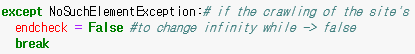 except NoSuchElementException:# if the crawling of the site's
endcheck = False #to change infinity while -> false
break